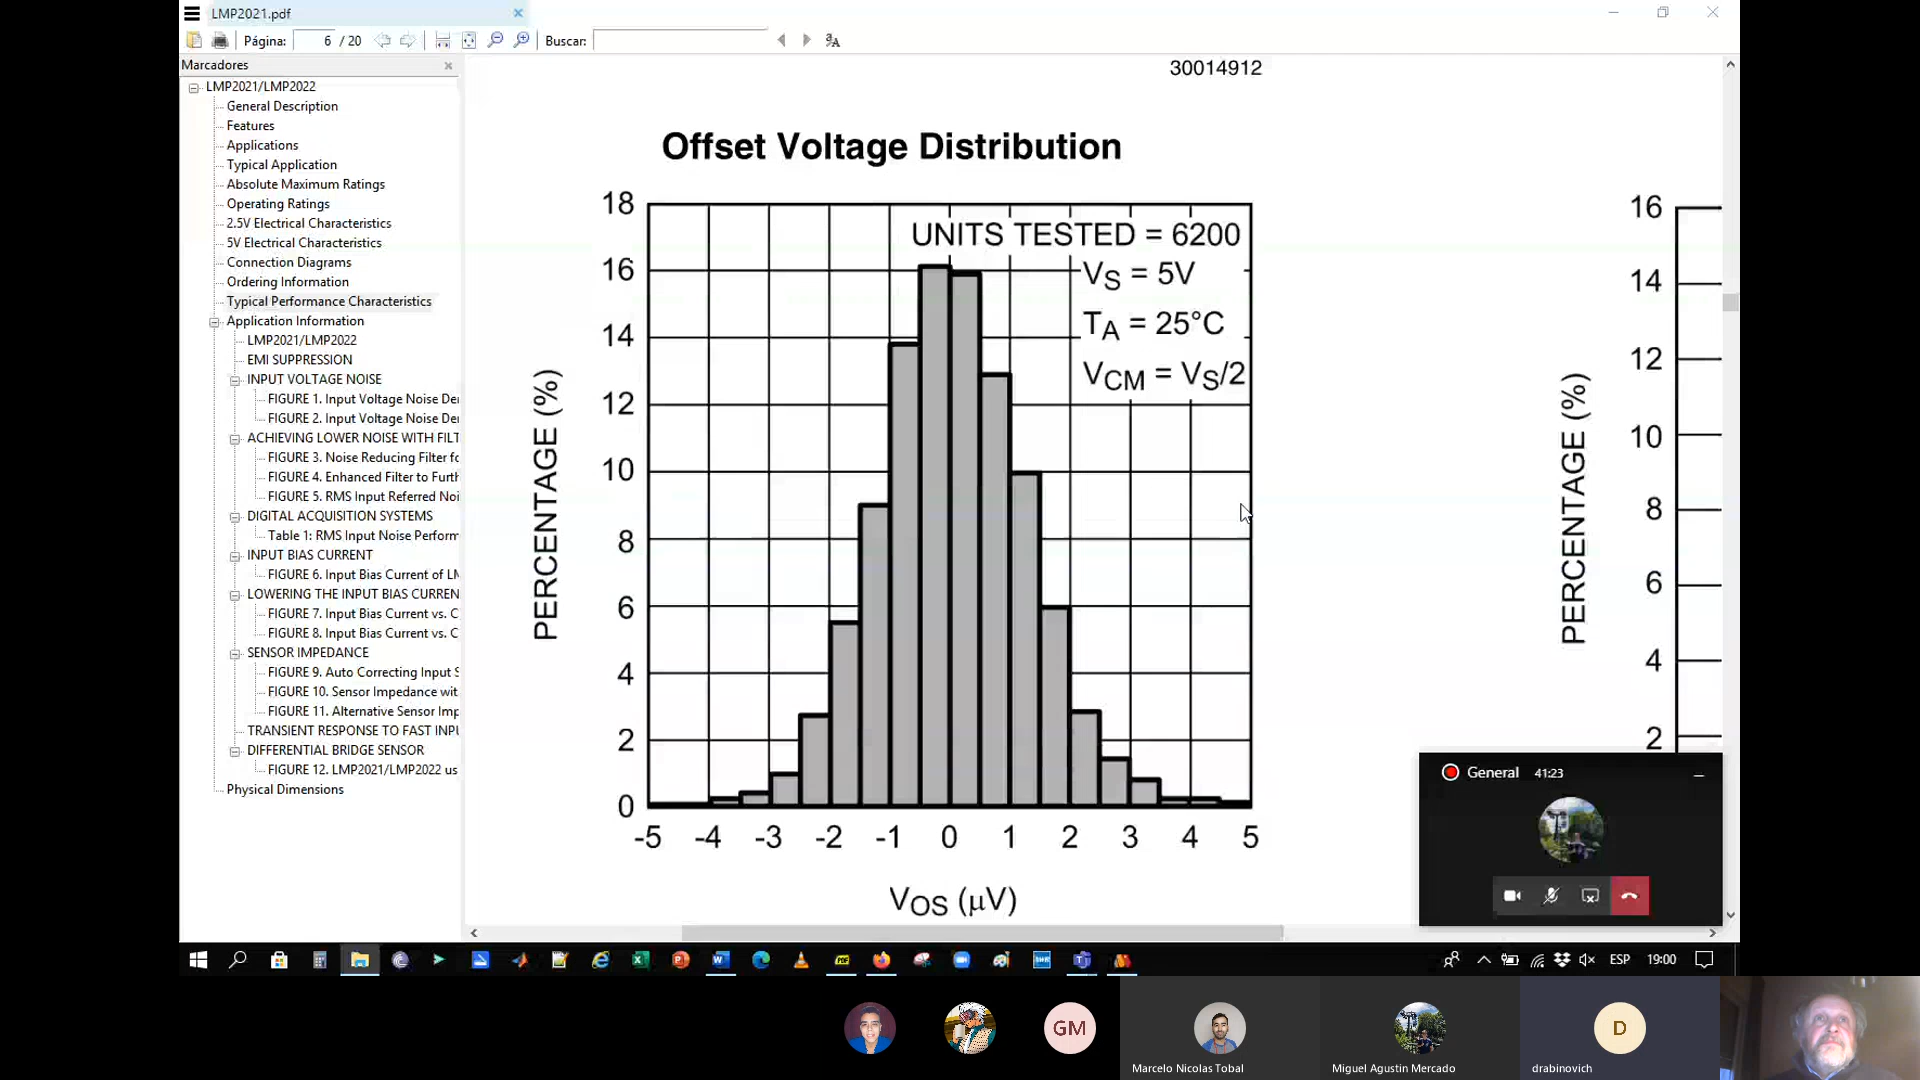 LMP2021.pdf
Página: 6 / 20 Buscar:
Marcadores
LMP2021/LMP2022
General Description
Features
Applications
Typical Application
Absolute Maximum Ratings
Operating Ratings
2.5V Electrical Characteristics
5V Electrical Characteristics
Connection Diagrams
Ordering Information
Typical Performance Characteristics
Application Information
LMP2021/LMP2022
EMI SUPPRESSION
INPUT VOLTAGE NOISE
FIGURE 1. Input Voltage Noise De
FIGURE 2. Input Voltage Noise De
ACHIEVING LOWER NOISE WITH FILT
FIGURE 3. Noise Reducing Filter fo
FIGURE 4. Enhanced Filter to Furth
FIGURE 5. RMS Input Referred Noi
DIGITAL ACQUISITION SYSTEMS
Table 1: RMS Input Noise Perform
INPUT BIAS CURRENT
FIGURE 6. Input Bias Current of LM
LOWERING THE INPUT BIAS CURREN
FIGURE 7. Input Bias Current vs. C
FIGURE 8. Input Bias Current vs. C
SENSOR IMPEDANCE
FIGURE 9. Auto Correcting Input S
FIGURE 10. Sensor Impedance wit
FIGURE 11. Alternative Sensor Imp
TRANSIENT RESPONSE TO FAST INPU
DIFFERENTIAL BRIDGE SENSOR
FIGURE 12. LMP2021/LMP2022 us
Physical Dimensions
30014912
Offset Voltage Distribution
PERCENTAGE (%)
18
16
14
12
10
8
6
4
2
0
UNITS TESTED = 6200
VS = 5V
TA = 25°C
VCM = VS/2
-5 -4 -3 -2 -1 0 1 2 3 4 5
VOS (μV)
PERCENTAGE (%)
16
14
12
10
8
6
4
2
General 41:23
ESP 19:00
GM
D
Marcelo Nicolas Tobal
Miguel Agustin Mercado
drabinovich